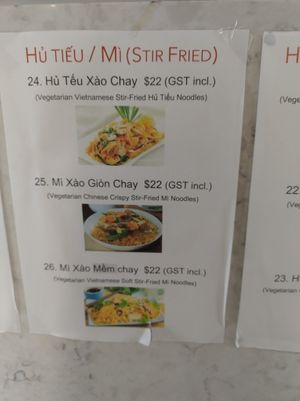 HỦ TIẾU / MÌ (STIR FRIED)
24. Hủ Tếu Xào Chay $22 (GST incl.)
(Vegetarian Vietnamese Stir-Fried Hủ Tiếu Noodles)
25. Mì Xào Giòn Chay $22 (GST incl.)
(Vegetarian Chinese Crispy Stir-Fried Mì Noodles)
26. Mì Xào Mềm chay $22 (GST incl.)
(Vegetarian Vietnamese Soft Stir-Fried Mì Noodles)
H
22.
23. H